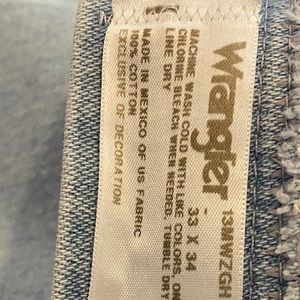 Wrangler 13MWZGH
33 X 34
MACHINE WASH COLD WITH LIKE COLORS, ON
CHLORINE BLEACH WHEN NEEDED, TUMBLE DRY
LINE DRY
MADE IN MEXICO OF US FABRIC
100% COTTON
EXCLUSIVE OF DECORATION